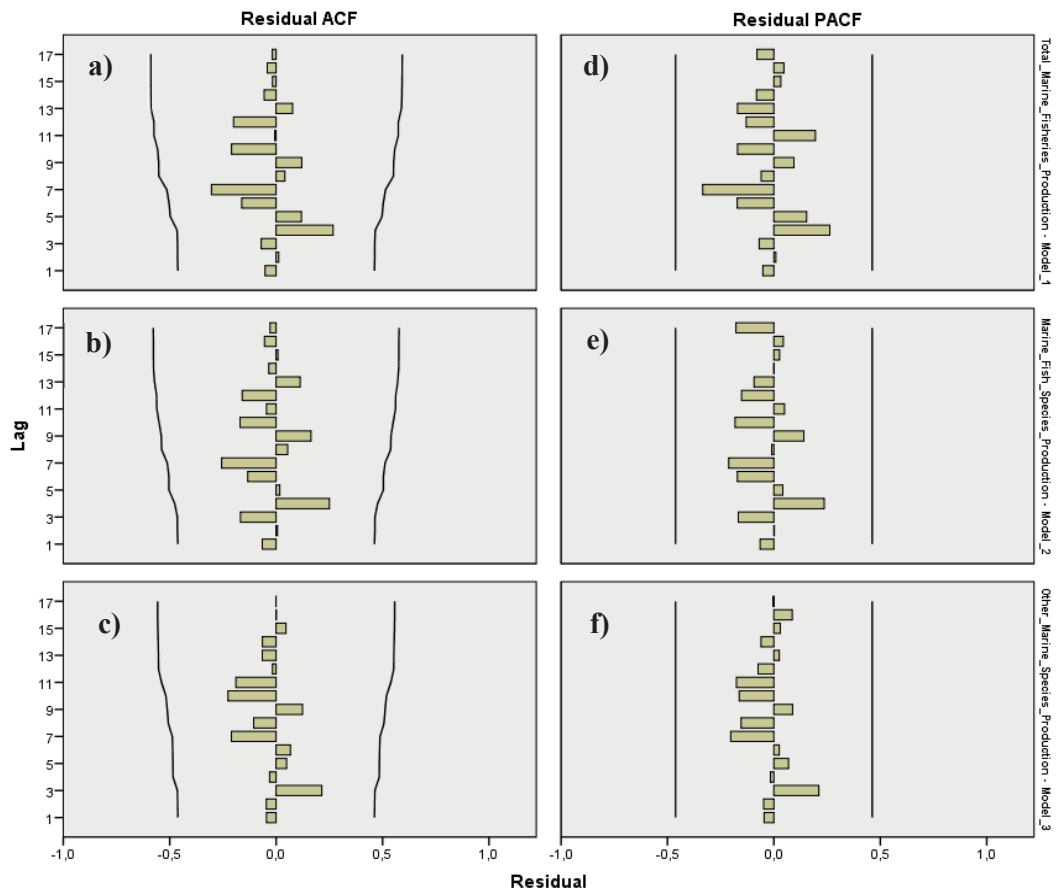 Residual ACF
Residual PACF
a)
17
15
13
11
9
7
5
3
1
d)
Total_Marine_Fisheries_Production - Model_1
b)
17
15
13
11
9
7
5
3
1
e)
Marine_Fish_Species_Production - Model_2
Lag
c)
17
15
13
11
9
7
5
3
1
f)
Other_Marine_Species_Production - Model_3
-1,0 -0,5 0,0 0,5 1,0
-1,0 -0,5 0,0 0,5 1,0
Residual